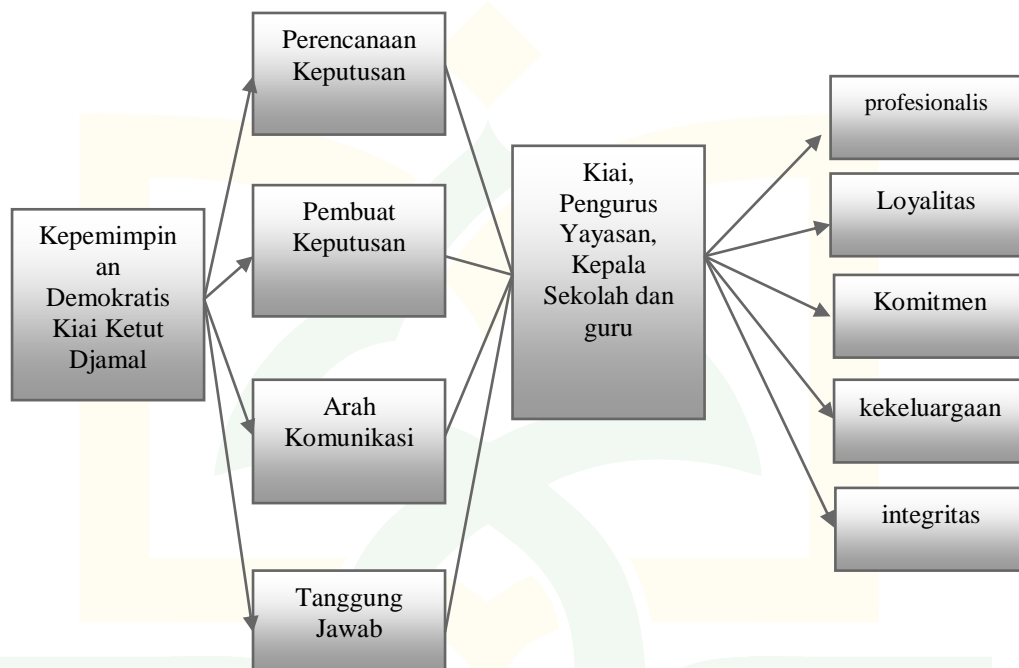 Kepemimpin
an
Demokratis
Kiai Ketut
Djamal
Perencanaan
Keputusan
Pembuat
Keputusan
Arah
Komunikasi
Tanggung
Jawab
Kiai,
Pengurus
Yayasan,
Kepala
Sekolah dan
guru
profesionalis
Loyalitas
Komitmen
kekeluargaan
integritas